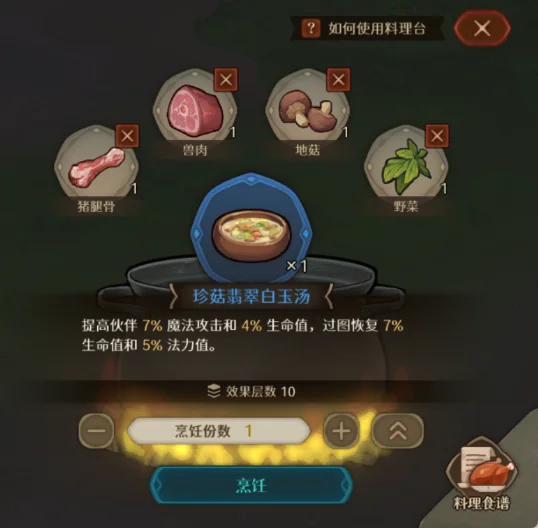 ? 如何使用料理台
1
兽肉
1
地菇
1
猪腿骨
1
野菜
×1
珍菇翡翠白玉汤
提高伙伴 7% 魔法攻击和 4% 生命值，过图恢复 7%
生命值和 5% 法力值。
效果层数 10
烹饪份数 1
烹饪
料理食谱